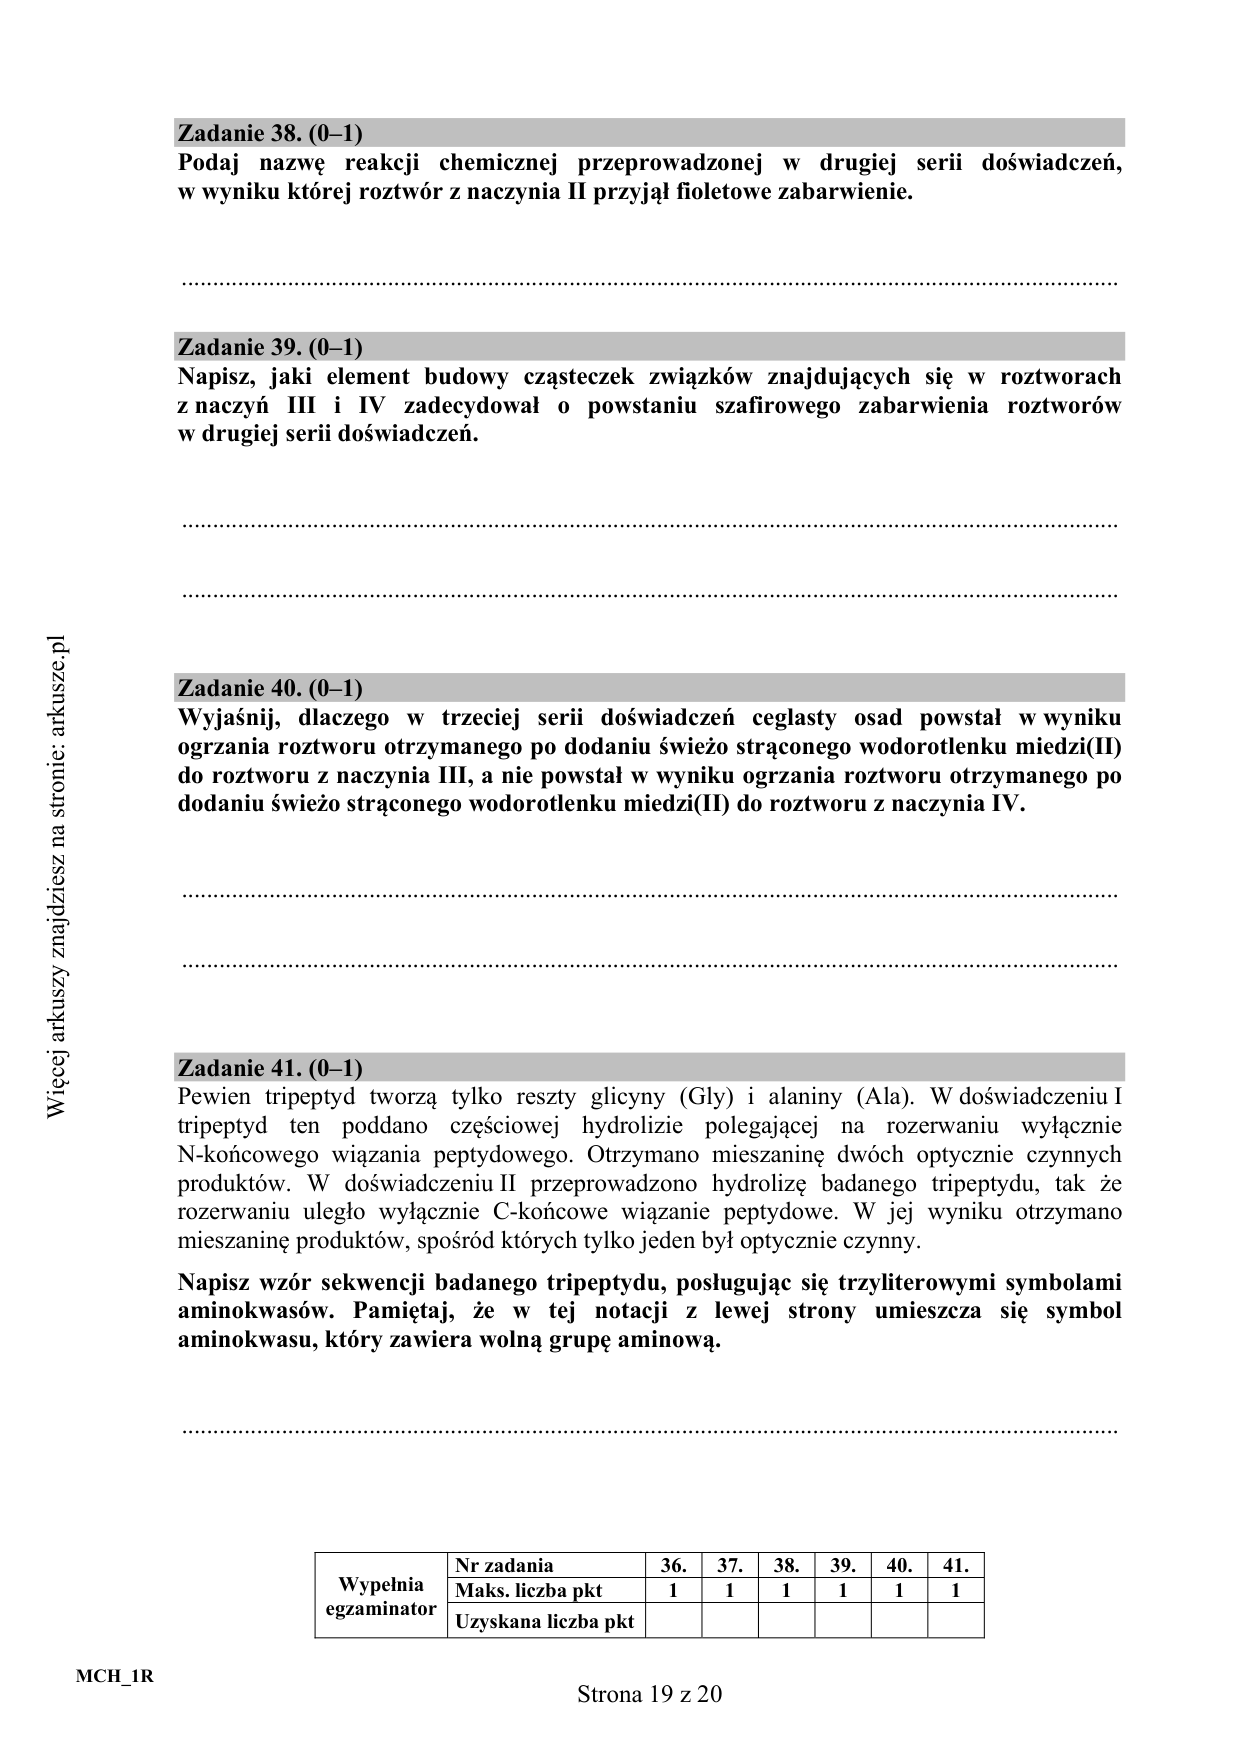 Zadanie 38. (0–1)
Podaj nazwę reakcji chemicznej przeprowadzonej w drugiej serii doświadczeń,
w wyniku której roztwór z naczynia II przyjął fioletowe zabarwienie.
......................................................................................................................................................
Zadanie 39. (0–1)
Napisz, jaki element budowy cząsteczek związków znajdujących się w roztworach
z naczyń III i IV zadecydował o powstaniu szafirowego zabarwienia roztworów
w drugiej serii doświadczeń.
......................................................................................................................................................
......................................................................................................................................................
Zadanie 40. (0–1)
Wyjaśnij, dlaczego w trzeciej serii doświadczeń ceglasty osad powstał w wyniku
ogrzania roztworu otrzymanego po dodaniu świeżo strąconego wodorotlenku miedzi(II)
do roztworu z naczynia III, a nie powstał w wyniku ogrzania roztworu otrzymanego po
dodaniu świeżo strąconego wodorotlenku miedzi(II) do roztworu z naczynia IV.
......................................................................................................................................................
......................................................................................................................................................
Zadanie 41. (0–1)
Pewien tripeptyd tworzą tylko reszty glicyny (Gly) i alaniny (Ala). W doświadczeniu I
tripeptyd ten poddano częściowej hydrolizie polegającej na rozerwaniu wyłącznie
N-końcowego wiązania peptydowego. Otrzymano mieszaninę dwóch optycznie czynnych
produktów. W doświadczeniu II przeprowadzono hydrolizę badanego tripeptydu, tak że
rozerwaniu uległo wyłącznie C-końcowe wiązanie peptydowe. W jej wyniku otrzymano
mieszaninę produktów, spośród których tylko jeden był optycznie czynny.
Napisz wzór sekwencji badanego tripeptydu, posługując się trzyliterowymi symbolami
aminokwasów. Pamiętaj, że w tej notacji z lewej strony umieszcza się symbol
aminokwasu, który zawiera wolną grupę aminową.
......................................................................................................................................................
Wypełnia
egzaminator
Nr zadania 36. 37. 38. 39. 40. 41.
Maks. liczba pkt 1 1 1 1 1 1
Uzyskana liczba pkt
MCH_1R
Strona 19 z 20
Więcej arkuszy znajdziesz na stronie: arkusze.pl